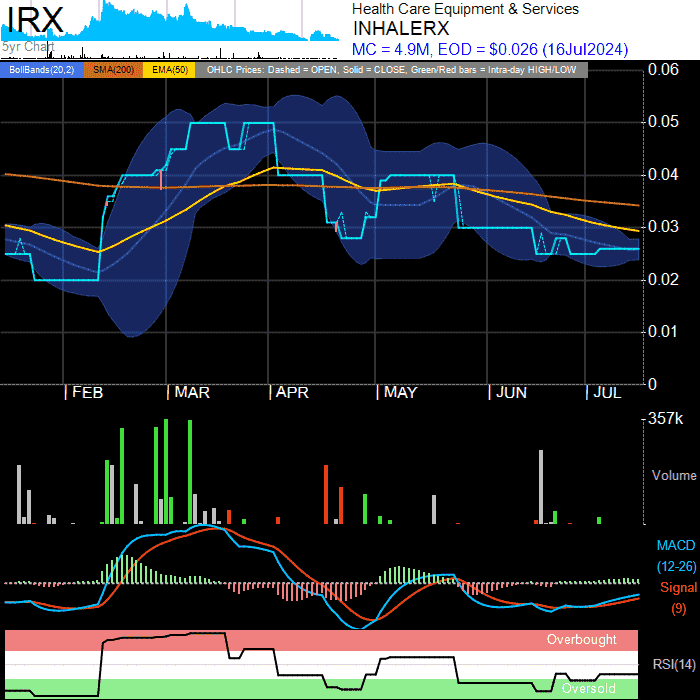 IRX
5yr Chart
Health Care Equipment & Services
INHALERX
MC = 4.9M, EOD = $0.026 (16Jul2024)
BollBands(20,2) SMA(200) EMA(50) OHLC Prices: Dashed = OPEN, Solid = CLOSE, Green/Red bars = Intra-day HIGH/LOW
0.06
0.05
0.04
0.03
0.02
0.01
0
FEB MAR APR MAY JUN JUL
357k
Volume
MACD
(12-26)
Signal
(9)
Overbought
RSI(14)
Oversold